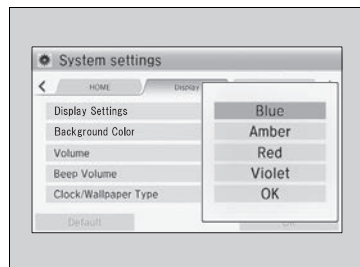 System settings
HOME
Display
Display Settings
Background Color
Volume
Beep Volume
Clock/Wallpaper Type
Default
Blue
Amber
Red
Violet
OK